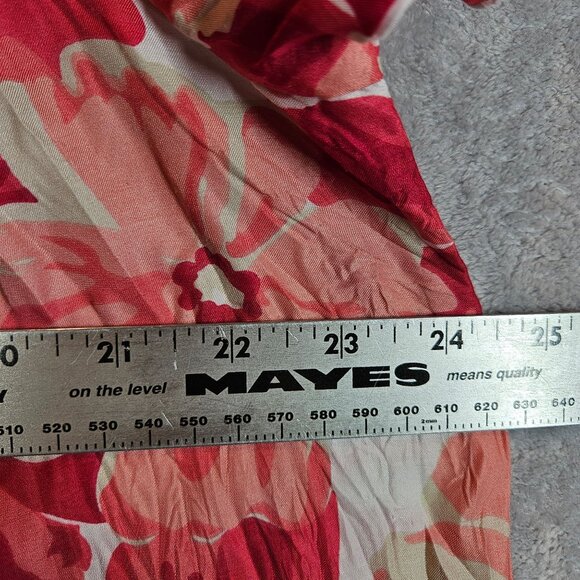 0 21 22 23 24 25
on the level MAYES means quality
510 520 530 540 550 560 570 580 590 600 610 620 630 640
2mm